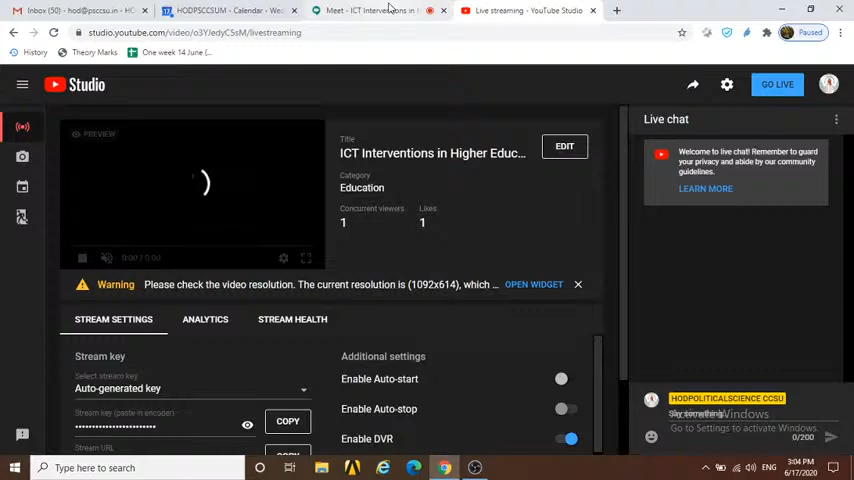 Inbox (50) - hod@psccsu.in - HO
HODPSCCSUM - Calendar - We
Meet - ICT Interventions in H
Live streaming - YouTube Studio
studio.youtube.com/video/o3YJedyCSsM/livestreaming
Paused
History
Theory Marks
One week 14 June (...
Studio
GO LIVE
PREVIEW
Title
ICT Interventions in Higher Educ...
EDIT
Category
Education
Concurrent viewers
Likes
1
1
0:00 / 0:00
Warning
Please check the video resolution. The current resolution is (1092x614), which ...
OPEN WIDGET
STREAM SETTINGS
ANALYTICS
STREAM HEALTH
Stream key
Select stream key
Auto-generated key
Stream key (paste in encoder)
••••••••••••••••••••••••
COPY
Stream URL
COPY
Additional settings
Enable Auto-start
Enable Auto-stop
Enable DVR
Live chat
Welcome to live chat! Remember to guard
your privacy and abide by our community
guidelines.
LEARN MORE
HODPOLITICALSCIENCE CCSU
Say something...
Activate Windows
Go to Settings to activate Windows.
0/200
Type here to search
ENG
3:04 PM
6/17/2020